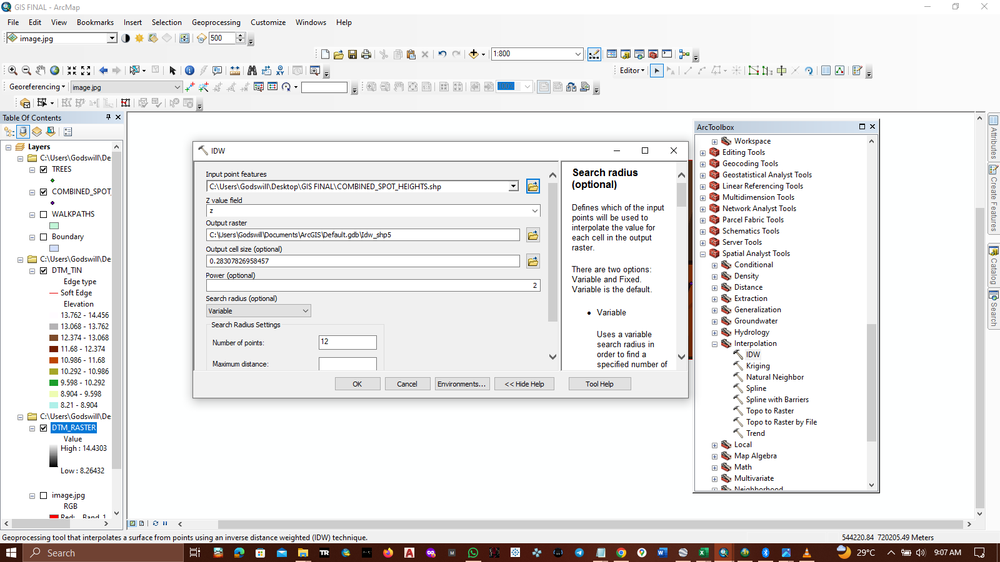 GIS FINAL - ArcMap
File Edit View Bookmarks Insert Selection Geoprocessing Customize Windows Help
image.jpg
500
1:800
Editor
Georeferencing
image.jpg
100%
Table Of Contents
Layers
C:\Users\Godswill\De
TREES
COMBINED_SPOT_
WALKPATHS
Boundary
C:\Users\Godswill\De
DTM_TIN
Edge type
Soft Edge
Elevation
13.762 - 14.456
13.068 - 13.762
12.374 - 13.068
11.68 - 12.374
10.986 - 11.68
10.292 - 10.986
9.598 - 10.292
8.904 - 9.598
8.21 - 8.904
C:\Users\Godswill\De
DTM_RASTER
Value
High : 14.4303
Low : 8.26432
image.jpg
RGB
Red: Band_1
IDW
Input point features
C:\Users\Godswill\Desktop\GIS FINAL\COMBINED_SPOT_HEIGHTS.shp
Z value field
z
Output raster
C:\Users\Godswill\Documents\ArcGIS\Default.gdb\Idw_shp5
Output cell size (optional)
0.28307826958457
Power (optional)
2
Search radius (optional)
Variable
Search Radius Settings
Number of points:
12
Maximum distance:
OK
Cancel
Environments...
<< Hide Help
Tool Help
Search radius
(optional)
Defines which of the input
points will be used to
interpolate the value for
each cell in the output
raster.
There are two options:
Variable and Fixed.
Variable is the default.
• Variable
Uses a variable
search radius in
order to find a
specified number of
ArcToolbox
Workspace
Editing Tools
Geocoding Tools
Geostatistical Analyst Tools
Linear Referencing Tools
Multidimension Tools
Network Analyst Tools
Parcel Fabric Tools
Schematics Tools
Server Tools
Spatial Analyst Tools
Conditional
Density
Distance
Extraction
Generalization
Groundwater
Hydrology
Interpolation
IDW
Kriging
Natural Neighbor
Spline
Spline with Barriers
Topo to Raster
Topo to Raster by File
Trend
Local
Map Algebra
Math
Multivariate
Neighborhood
Attributes
Create Features
Catalog
Search
Geoprocessing tool that interpolates a surface from points using an inverse distance weighted (IDW) technique.
544220.84 720205.49 Meters
Search
TR
29°C
9:07 AM